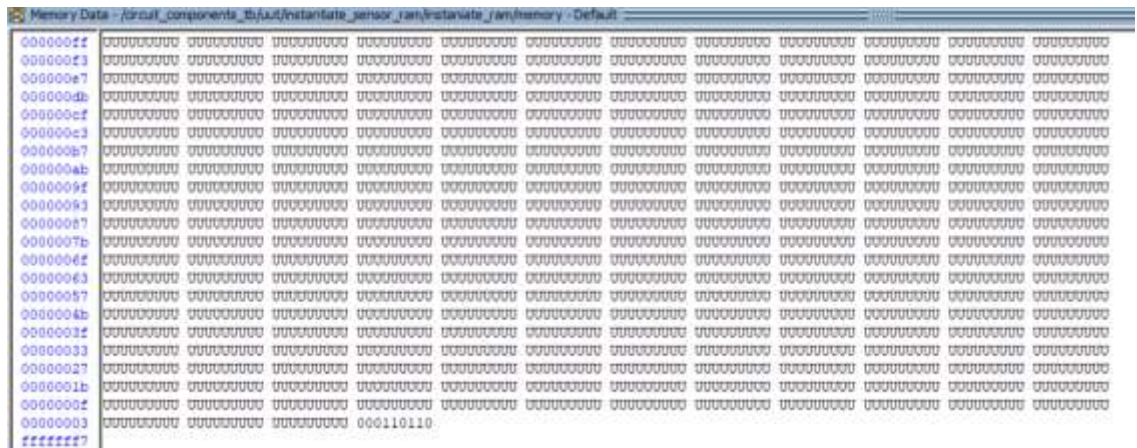 Memory Data - /circuit_components_tb/uut/instantiate_sensor_ram/instaniate_ram/memory - Default
000000ff UUUUUUUUU UUUUUUUUU UUUUUUUUU UUUUUUUUU UUUUUUUUU UUUUUUUUU UUUUUUUUU UUUUUUUUU UUUUUUUUU UUUUUUUUU UUUUUUUUU UUUUUUUUU
000000f3 UUUUUUUUU UUUUUUUUU UUUUUUUUU UUUUUUUUU UUUUUUUUU UUUUUUUUU UUUUUUUUU UUUUUUUUU UUUUUUUUU UUUUUUUUU UUUUUUUUU UUUUUUUUU
000000e7 UUUUUUUUU UUUUUUUUU UUUUUUUUU UUUUUUUUU UUUUUUUUU UUUUUUUUU UUUUUUUUU UUUUUUUUU UUUUUUUUU UUUUUUUUU UUUUUUUUU UUUUUUUUU
000000db UUUUUUUUU UUUUUUUUU UUUUUUUUU UUUUUUUUU UUUUUUUUU UUUUUUUUU UUUUUUUUU UUUUUUUUU UUUUUUUUU UUUUUUUUU UUUUUUUUU UUUUUUUUU
000000cf UUUUUUUUU UUUUUUUUU UUUUUUUUU UUUUUUUUU UUUUUUUUU UUUUUUUUU UUUUUUUUU UUUUUUUUU UUUUUUUUU UUUUUUUUU UUUUUUUUU UUUUUUUUU
000000c3 UUUUUUUUU UUUUUUUUU UUUUUUUUU UUUUUUUUU UUUUUUUUU UUUUUUUUU UUUUUUUUU UUUUUUUUU UUUUUUUUU UUUUUUUUU UUUUUUUUU UUUUUUUUU
000000b7 UUUUUUUUU UUUUUUUUU UUUUUUUUU UUUUUUUUU UUUUUUUUU UUUUUUUUU UUUUUUUUU UUUUUUUUU UUUUUUUUU UUUUUUUUU UUUUUUUUU UUUUUUUUU
000000ab UUUUUUUUU UUUUUUUUU UUUUUUUUU UUUUUUUUU UUUUUUUUU UUUUUUUUU UUUUUUUUU UUUUUUUUU UUUUUUUUU UUUUUUUUU UUUUUUUUU UUUUUUUUU
0000009f UUUUUUUUU UUUUUUUUU UUUUUUUUU UUUUUUUUU UUUUUUUUU UUUUUUUUU UUUUUUUUU UUUUUUUUU UUUUUUUUU UUUUUUUUU UUUUUUUUU UUUUUUUUU
00000093 UUUUUUUUU UUUUUUUUU UUUUUUUUU UUUUUUUUU UUUUUUUUU UUUUUUUUU UUUUUUUUU UUUUUUUUU UUUUUUUUU UUUUUUUUU UUUUUUUUU UUUUUUUUU
00000087 UUUUUUUUU UUUUUUUUU UUUUUUUUU UUUUUUUUU UUUUUUUUU UUUUUUUUU UUUUUUUUU UUUUUUUUU UUUUUUUUU UUUUUUUUU UUUUUUUUU UUUUUUUUU
0000007b UUUUUUUUU UUUUUUUUU UUUUUUUUU UUUUUUUUU UUUUUUUUU UUUUUUUUU UUUUUUUUU UUUUUUUUU UUUUUUUUU UUUUUUUUU UUUUUUUUU UUUUUUUUU
0000006f UUUUUUUUU UUUUUUUUU UUUUUUUUU UUUUUUUUU UUUUUUUUU UUUUUUUUU UUUUUUUUU UUUUUUUUU UUUUUUUUU UUUUUUUUU UUUUUUUUU UUUUUUUUU
00000063 UUUUUUUUU UUUUUUUUU UUUUUUUUU UUUUUUUUU UUUUUUUUU UUUUUUUUU UUUUUUUUU UUUUUUUUU UUUUUUUUU UUUUUUUUU UUUUUUUUU UUUUUUUUU
00000057 UUUUUUUUU UUUUUUUUU UUUUUUUUU UUUUUUUUU UUUUUUUUU UUUUUUUUU UUUUUUUUU UUUUUUUUU UUUUUUUUU UUUUUUUUU UUUUUUUUU UUUUUUUUU
0000004b UUUUUUUUU UUUUUUUUU UUUUUUUUU UUUUUUUUU UUUUUUUUU UUUUUUUUU UUUUUUUUU UUUUUUUUU UUUUUUUUU UUUUUUUUU UUUUUUUUU UUUUUUUUU
0000003f UUUUUUUUU UUUUUUUUU UUUUUUUUU UUUUUUUUU UUUUUUUUU UUUUUUUUU UUUUUUUUU UUUUUUUUU UUUUUUUUU UUUUUUUUU UUUUUUUUU UUUUUUUUU
00000033 UUUUUUUUU UUUUUUUUU UUUUUUUUU UUUUUUUUU UUUUUUUUU UUUUUUUUU UUUUUUUUU UUUUUUUUU UUUUUUUUU UUUUUUUUU UUUUUUUUU UUUUUUUUU
00000027 UUUUUUUUU UUUUUUUUU UUUUUUUUU UUUUUUUUU UUUUUUUUU UUUUUUUUU UUUUUUUUU UUUUUUUUU UUUUUUUUU UUUUUUUUU UUUUUUUUU UUUUUUUUU
0000001b UUUUUUUUU UUUUUUUUU UUUUUUUUU UUUUUUUUU UUUUUUUUU UUUUUUUUU UUUUUUUUU UUUUUUUUU UUUUUUUUU UUUUUUUUU UUUUUUUUU UUUUUUUUU
0000000f UUUUUUUUU UUUUUUUUU UUUUUUUUU UUUUUUUUU UUUUUUUUU UUUUUUUUU UUUUUUUUU UUUUUUUUU UUUUUUUUU UUUUUUUUU UUUUUUUUU UUUUUUUUU
00000003 UUUUUUUUU UUUUUUUUU UUUUUUUUU 000110110
fffffff7